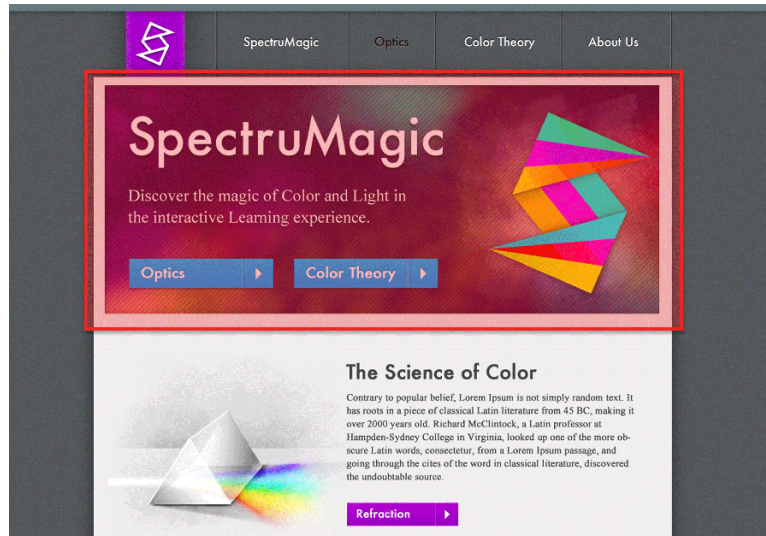 SpectruMagic
Optics
Color Theory
About Us
SpectruMagic
Discover the magic of Color and Light in
the interactive Learning experience.
Optics
Color Theory
The Science of Color
Contrary to popular belief, Lorem Ipsum is not simply random text. It
has roots in a piece of classical Latin literature from 45 BC, making it
over 2000 years old. Richard McClintock, a Latin professor at
Hampden-Sydney College in Virginia, looked up one of the more ob-
scure Latin words, consectetur, from a Lorem Ipsum passage, and
going through the cites of the word in classical literature, discovered
the undoubtable source.
Refraction